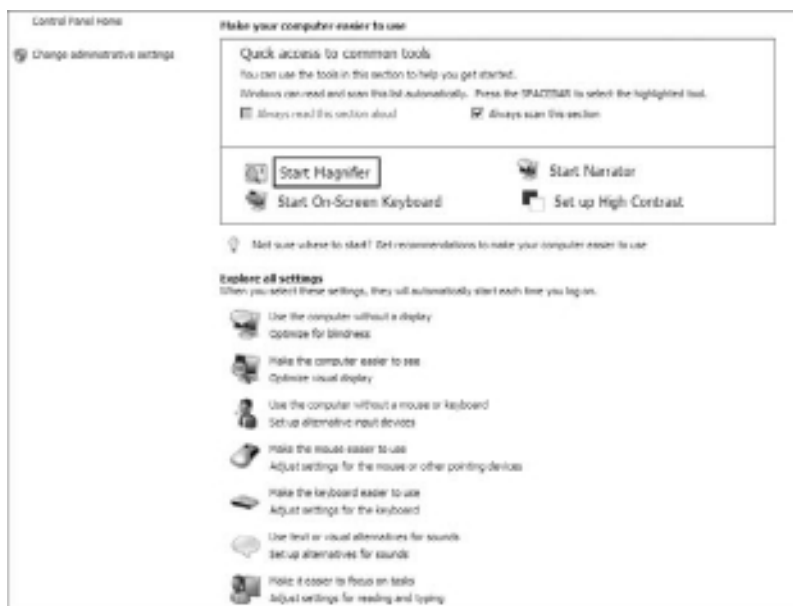 Control Panel Home
Change administrative settings
Make your computer easier to use
Quick access to common tools
You can use the tools in this section to help you get started.
Windows can read and scan this list automatically.  Press the SPACEBAR to select the highlighted tool.
Always read this section aloud
Always scan this section
Start Magnifier
Start Narrator
Start On-Screen Keyboard
Set up High Contrast
Not sure where to start? Get recommendations to make your computer easier to use
Explore all settings
When you select these settings, they will automatically start each time you log on.
Use the computer without a display
Optimize for blindness
Make the computer easier to see
Optimize visual display
Use the computer without a mouse or keyboard
Set up alternative input devices
Make the mouse easier to use
Adjust settings for the mouse or other pointing devices
Make the keyboard easier to use
Adjust settings for the keyboard
Use text or visual alternatives for sounds
Set up alternatives for sounds
Make it easier to focus on tasks
Adjust settings for reading and typing